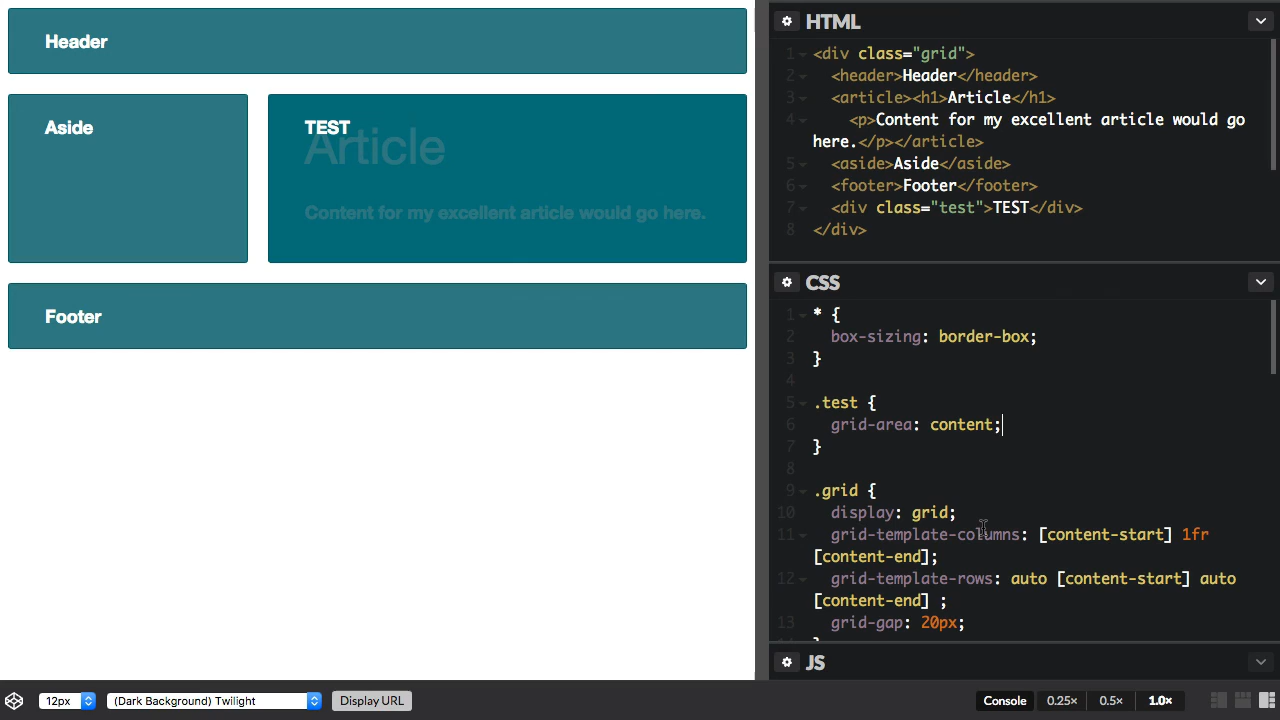 Header
Aside
TEST
Article
Content for my excellent article would go here.
Footer
HTML
1 <div class="grid">
2 <header>Header</header>
3 <article><h1>Article</h1>
4 <p>Content for my excellent article would go
here.</p></article>
5 <aside>Aside</aside>
6 <footer>Footer</footer>
7 <div class="test">TEST</div>
8 </div>
CSS
1 * {
2 box-sizing: border-box;
3 }
4
5 .test {
6 grid-area: content;
7 }
8
9 .grid {
10 display: grid;
11 grid-template-columns: [content-start] 1fr
[content-end];
12 grid-template-rows: auto [content-start] auto
[content-end] ;
13 grid-gap: 20px;
JS
12px (Dark Background) Twilight Display URL Console 0.25× 0.5× 1.0×